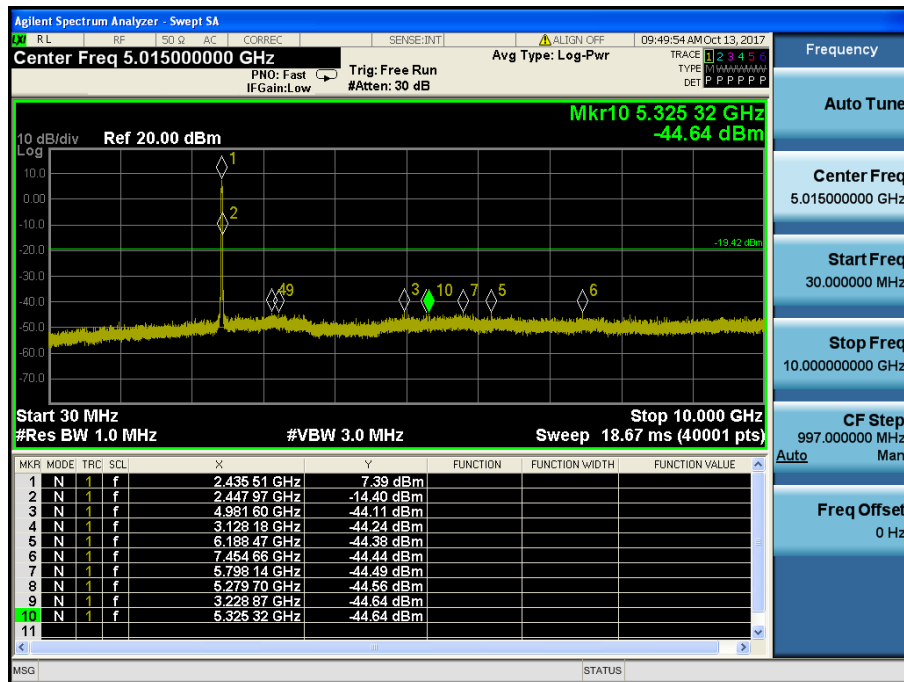 Agilent Spectrum Analyzer - Swept SA
LXI RL RF 50 Ω AC CORREC SENSE:INT ALIGN OFF 09:49:54 AM Oct 13, 2017
Center Freq 5.015000000 GHz
PNO: Fast
IFGain:Low
Trig: Free Run
#Atten: 30 dB
Avg Type: Log-Pwr
TRACE 1 2 3 4 5 6
TYPE M
DET P P P P P P
Mkr10 5.325 32 GHz
-44.64 dBm
10 dB/div Ref 20.00 dBm
Log
10.0
0.00
-10.0
-20.0
-30.0
-40.0
-50.0
-60.0
-70.0
1
2
-19.42 dBm
4 9 3 10 7 5 6
Start 30 MHz Stop 10.000 GHz
#Res BW 1.0 MHz #VBW 3.0 MHz Sweep 18.67 ms (40001 pts)
MKR MODE TRC SCL X Y FUNCTION FUNCTION WIDTH FUNCTION VALUE
1 N 1 f 2.435 51 GHz 7.39 dBm
2 N 1 f 2.447 97 GHz -14.40 dBm
3 N 1 f 4.981 60 GHz -44.11 dBm
4 N 1 f 3.128 18 GHz -44.24 dBm
5 N 1 f 6.188 47 GHz -44.38 dBm
6 N 1 f 7.454 66 GHz -44.44 dBm
7 N 1 f 5.798 14 GHz -44.49 dBm
8 N 1 f 5.279 70 GHz -44.56 dBm
9 N 1 f 3.228 87 GHz -44.64 dBm
10 N 1 f 5.325 32 GHz -44.64 dBm
11
MSG STATUS
Frequency
Auto Tune
Center Freq
5.015000000 GHz
Start Freq
30.000000 MHz
Stop Freq
10.000000000 GHz
CF Step
997.000000 MHz
Auto Man
Freq Offset
0 Hz